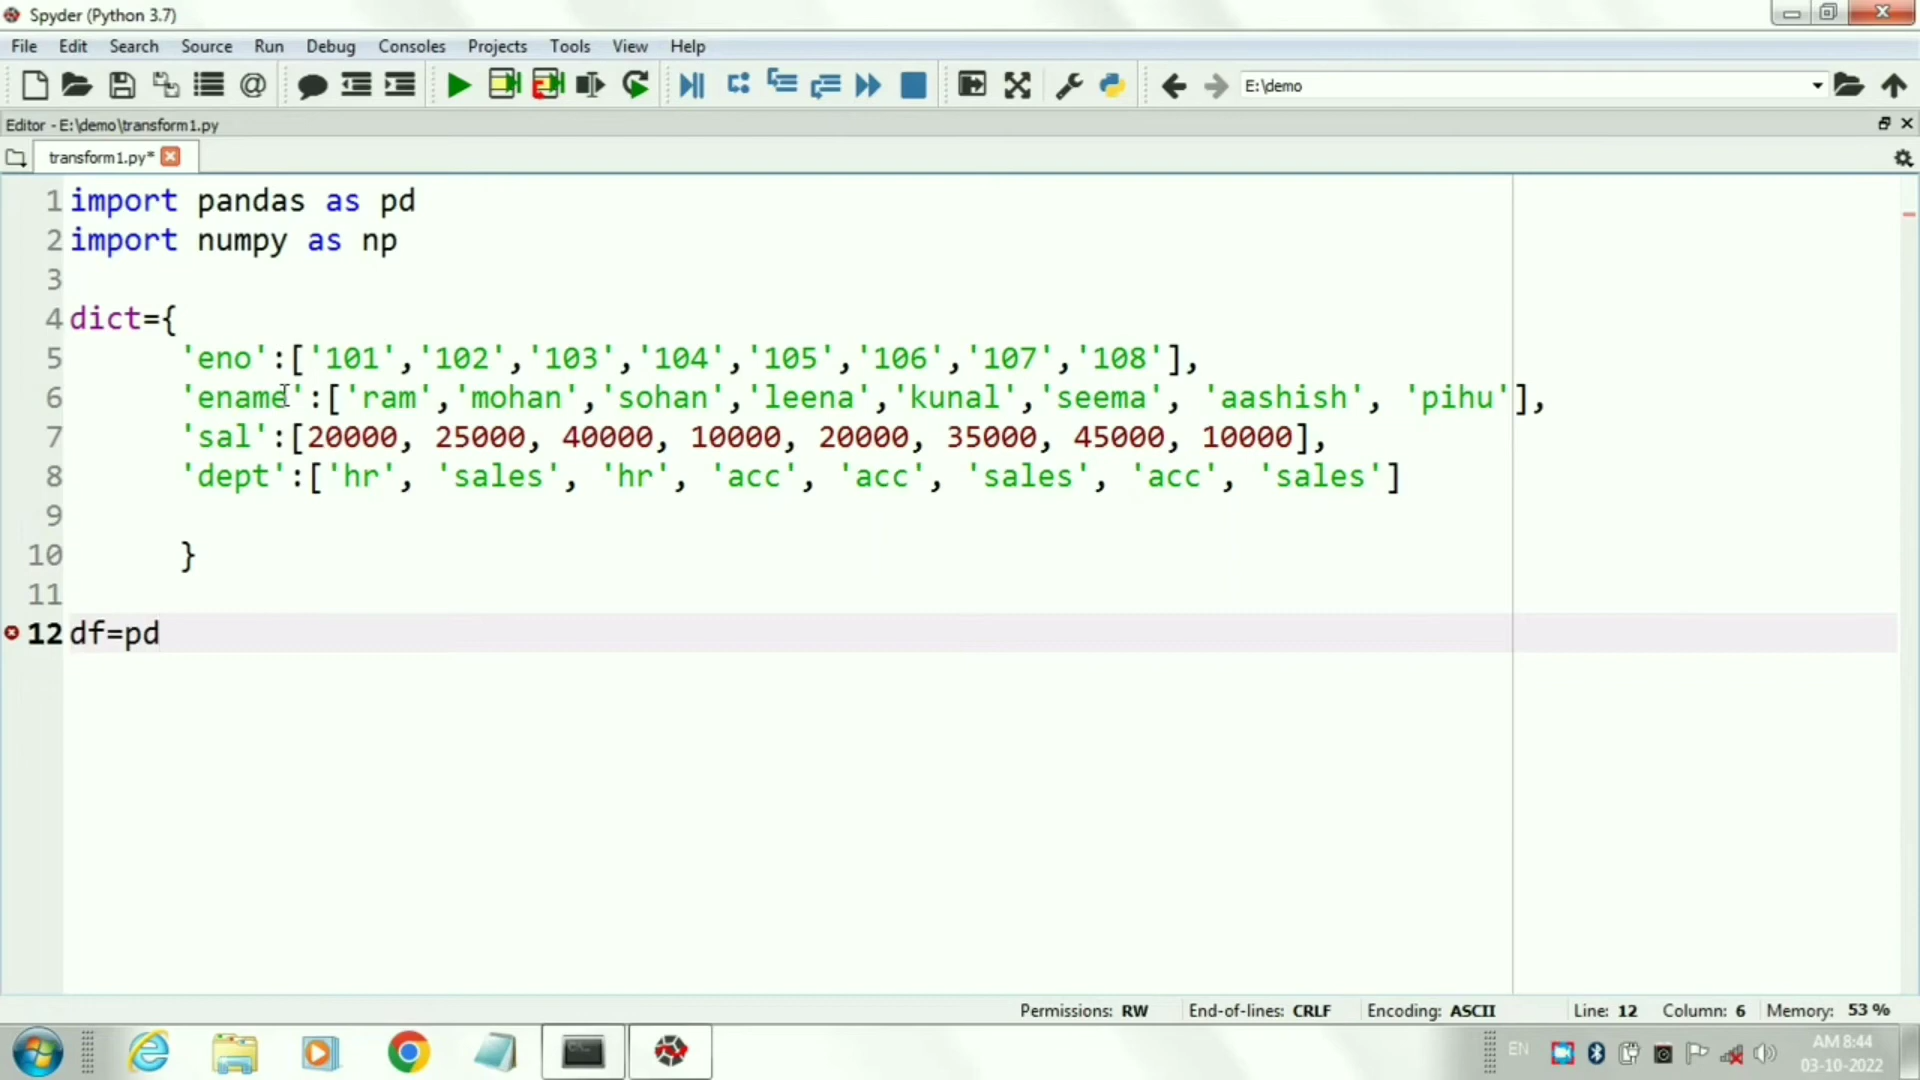 Spyder (Python 3.7)
File Edit Search Source Run Debug Consoles Projects Tools View Help
E:\demo
Editor - E:\demo\transform1.py
transform1.py*
1 import pandas as pd
2 import numpy as np
3
4 dict={
5 'eno':['101','102','103','104','105','106','107','108'],
6 'ename':['ram','mohan','sohan','leena','kunal','seema', 'aashish', 'pihu'],
7 'sal':[20000, 25000, 40000, 10000, 20000, 35000, 45000, 10000],
8 'dept':['hr', 'sales', 'hr', 'acc', 'acc', 'sales', 'acc', 'sales']
9
10 }
11
12 df=pd
Permissions: RW End-of-lines: CRLF Encoding: ASCII Line: 12 Column: 6 Memory: 53 %
EN
AM 8:44
03-10-2022